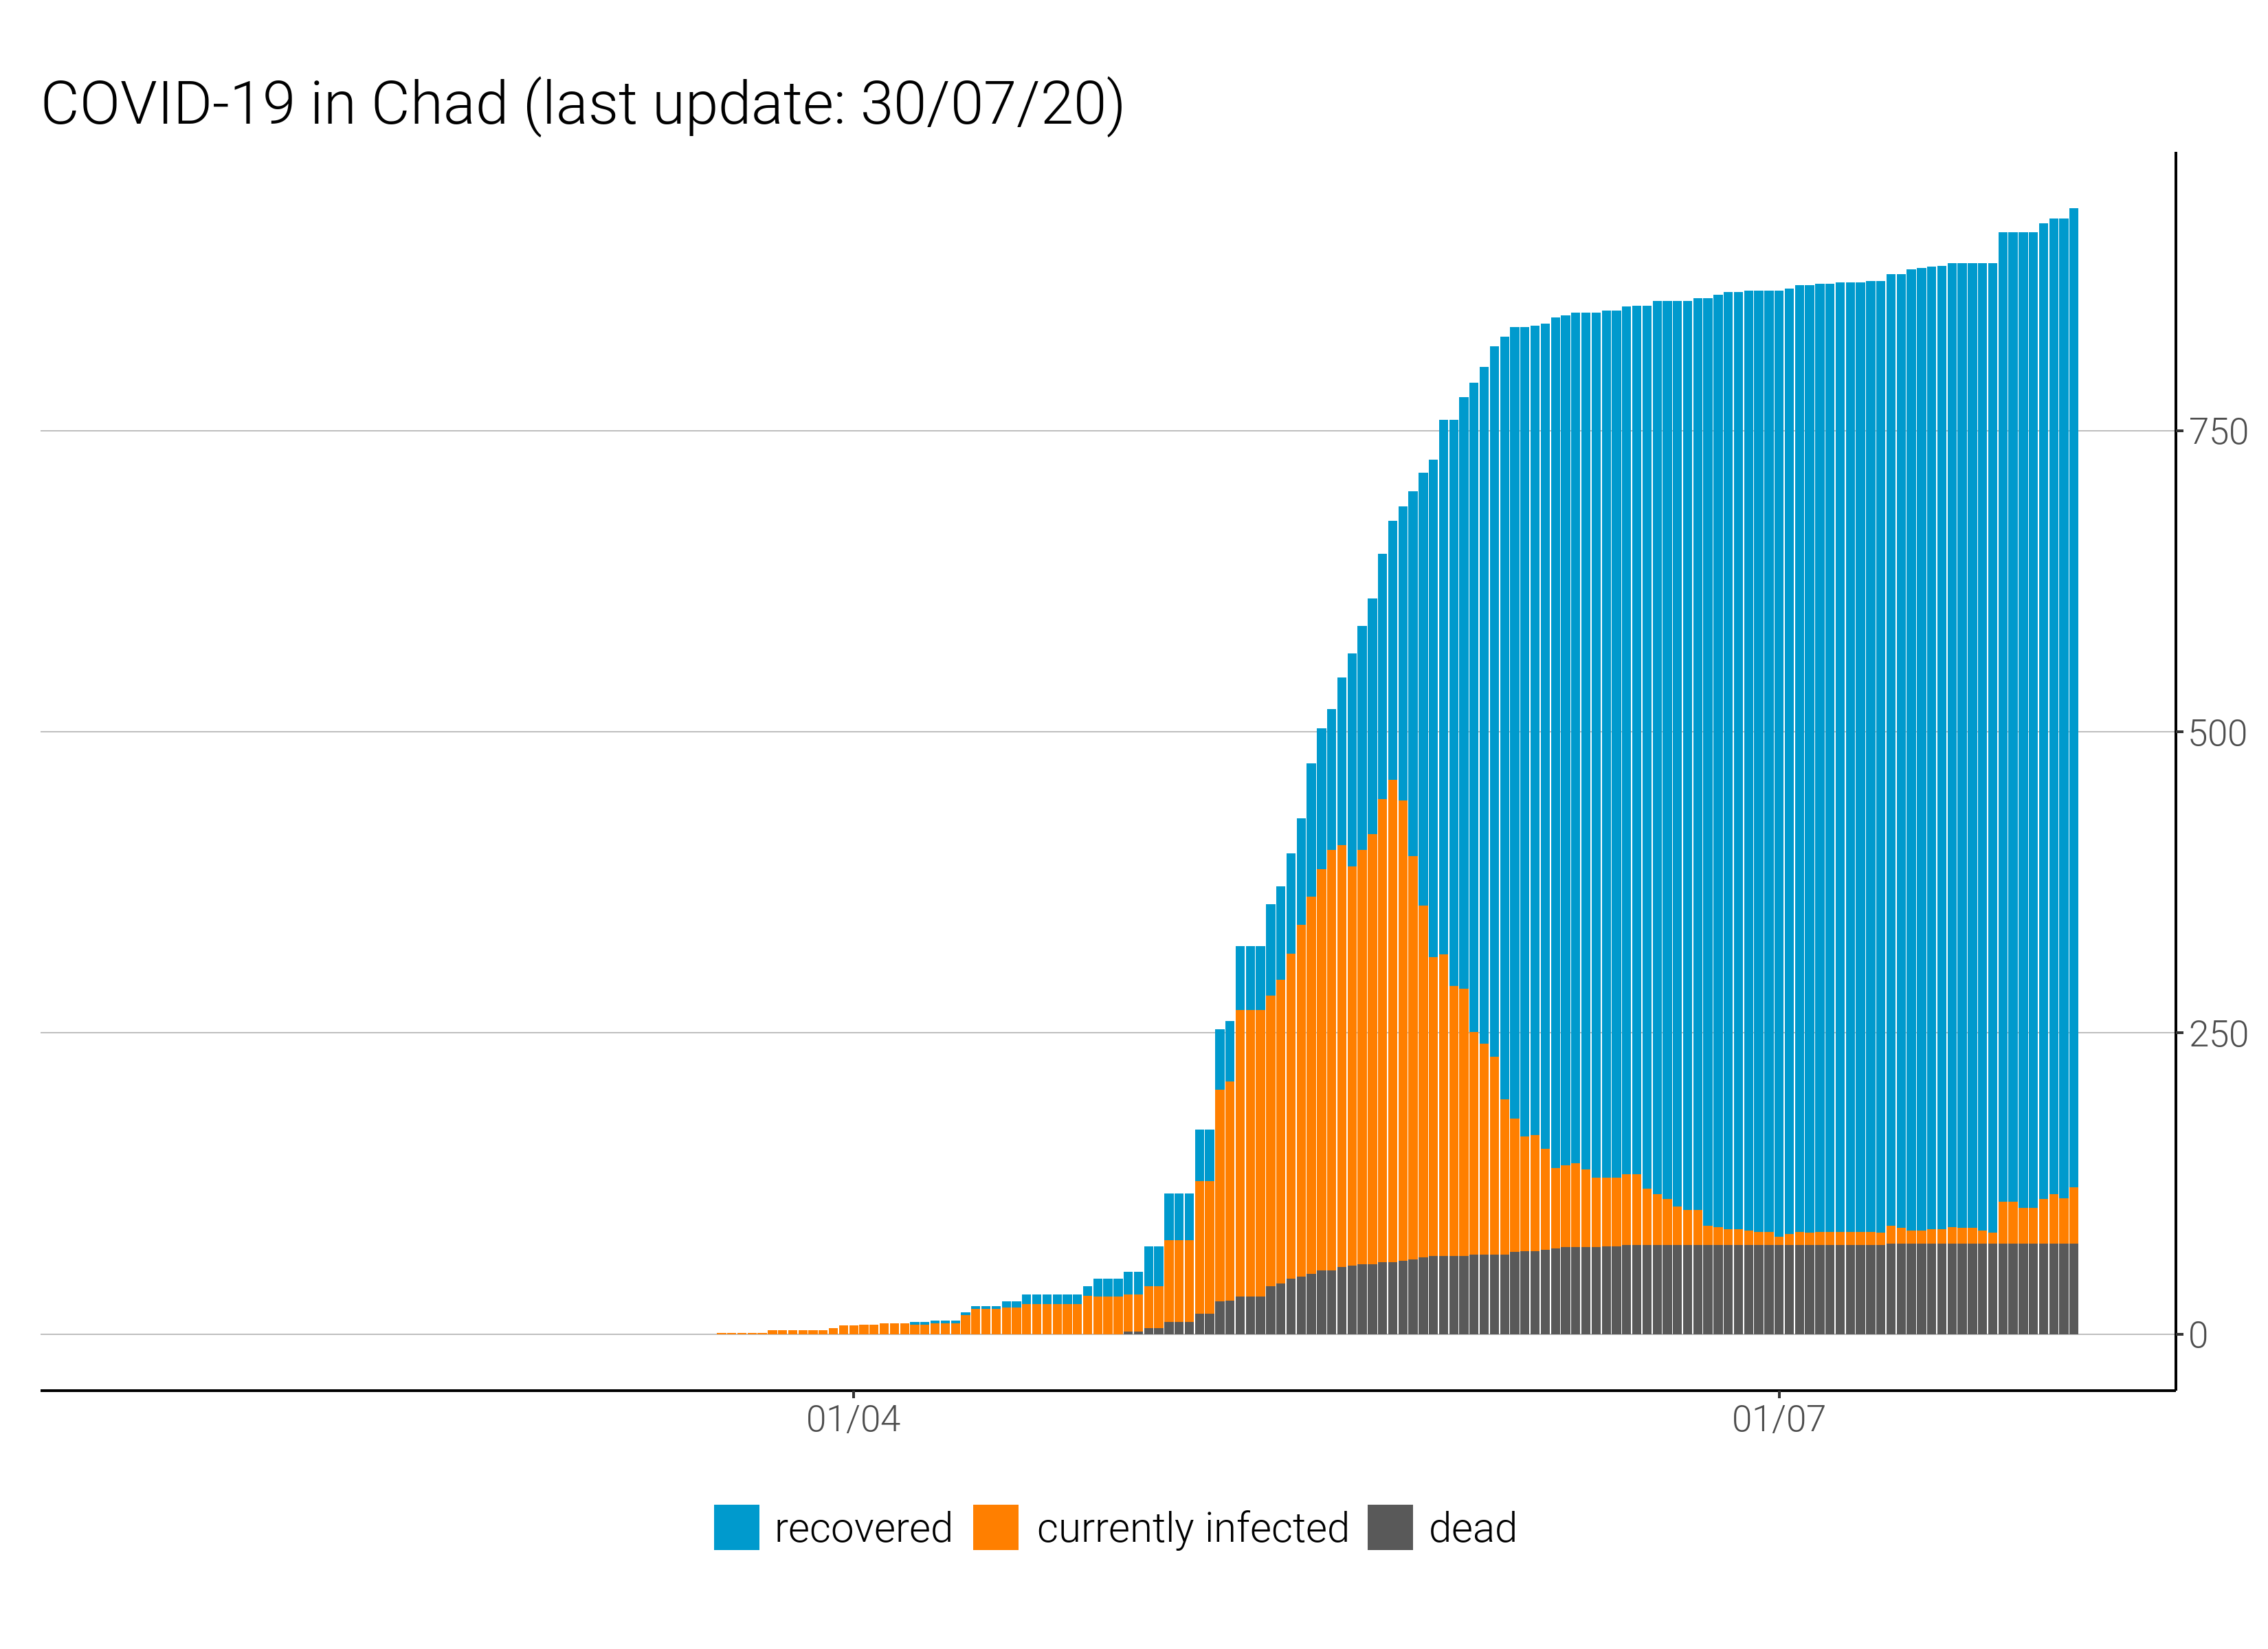 COVID-19 in Chad (last update: 30/07/20)
750
500
250
0
01/04 01/07
recovered currently infected dead